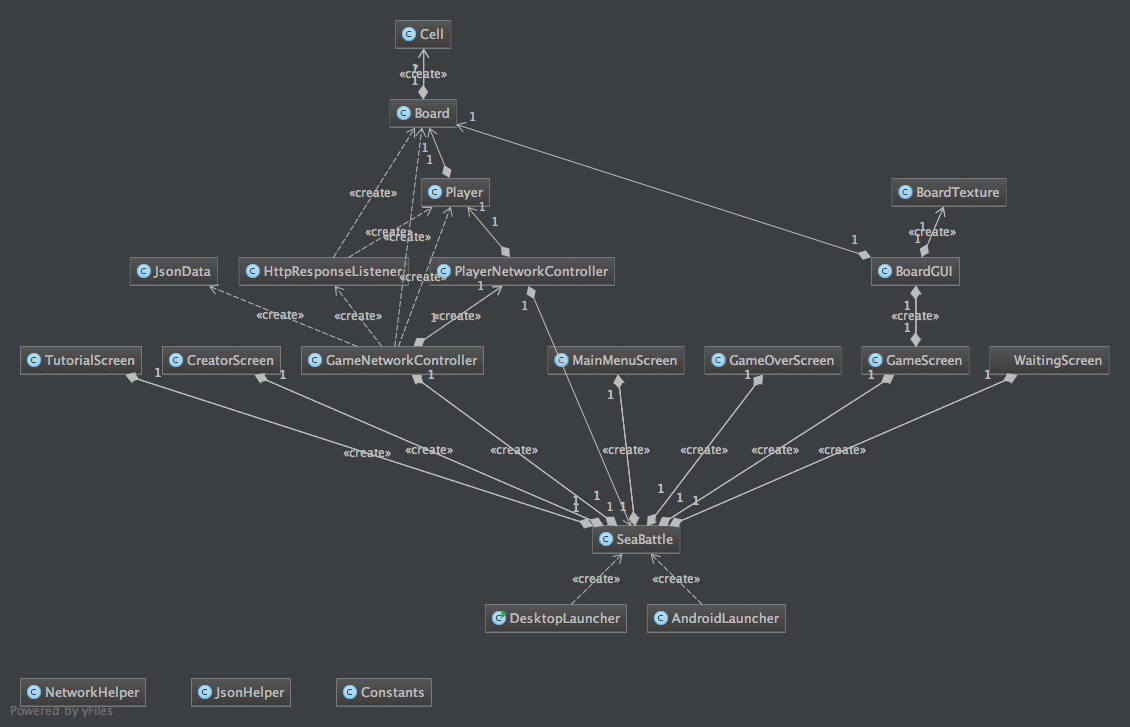 Cell
1
«create»
1
Board
1
1
1
«create»
Player
BoardTexture
1
1
1
«create»
«create»
1
«create»
1
1
JsonData
HttpResponseListener
PlayerNetworkController
BoardGUI
«create»
1
1
1
«create»
«create»
1
«create»
«create»
1
TutorialScreen
CreatorScreen
GameNetworkController
MainMenuScreen
GameOverScreen
GameScreen
WaitingScreen
1
1
1
1
1
1
1
«create»
«create»
«create»
«create»
«create»
«create»
«create»
1
1
1
1
1
1
1
1
SeaBattle
«create»
«create»
DesktopLauncher
AndroidLauncher
NetworkHelper
JsonHelper
Constants
Powered by yFiles